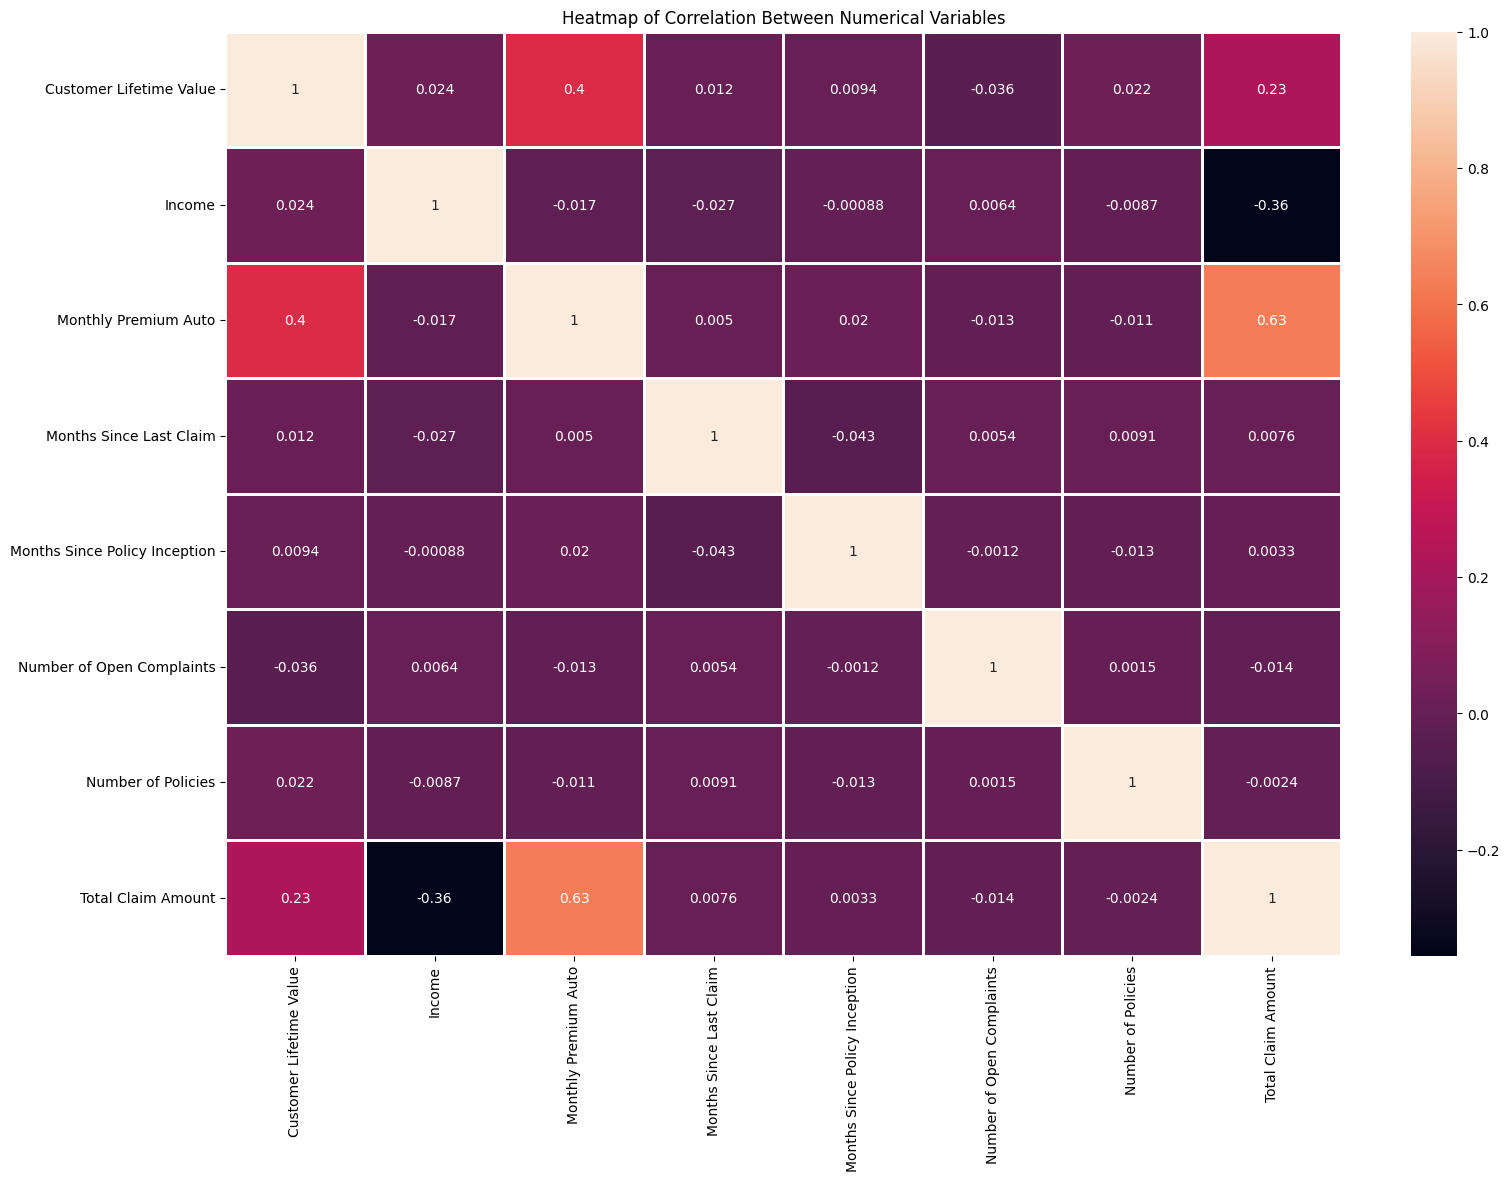 Heatmap of Correlation Between Numerical Variables
Customer Lifetime Value 1 0.024 0.4 0.012 0.0094 -0.036 0.022 0.23
Income 0.024 1 -0.017 -0.027 -0.00088 0.0064 -0.0087 -0.36
Monthly Premium Auto 0.4 -0.017 1 0.005 0.02 -0.013 -0.011 0.63
Months Since Last Claim 0.012 -0.027 0.005 1 -0.043 0.0054 0.0091 0.0076
Months Since Policy Inception 0.0094 -0.00088 0.02 -0.043 1 -0.0012 -0.013 0.0033
Number of Open Complaints -0.036 0.0064 -0.013 0.0054 -0.0012 1 0.0015 -0.014
Number of Policies 0.022 -0.0087 -0.011 0.0091 -0.013 0.0015 1 -0.0024
Total Claim Amount 0.23 -0.36 0.63 0.0076 0.0033 -0.014 -0.0024 1
Customer Lifetime Value
Income
Monthly Premium Auto
Months Since Last Claim
Months Since Policy Inception
Number of Open Complaints
Number of Policies
Total Claim Amount
1.0
0.8
0.6
0.4
0.2
0.0
−0.2